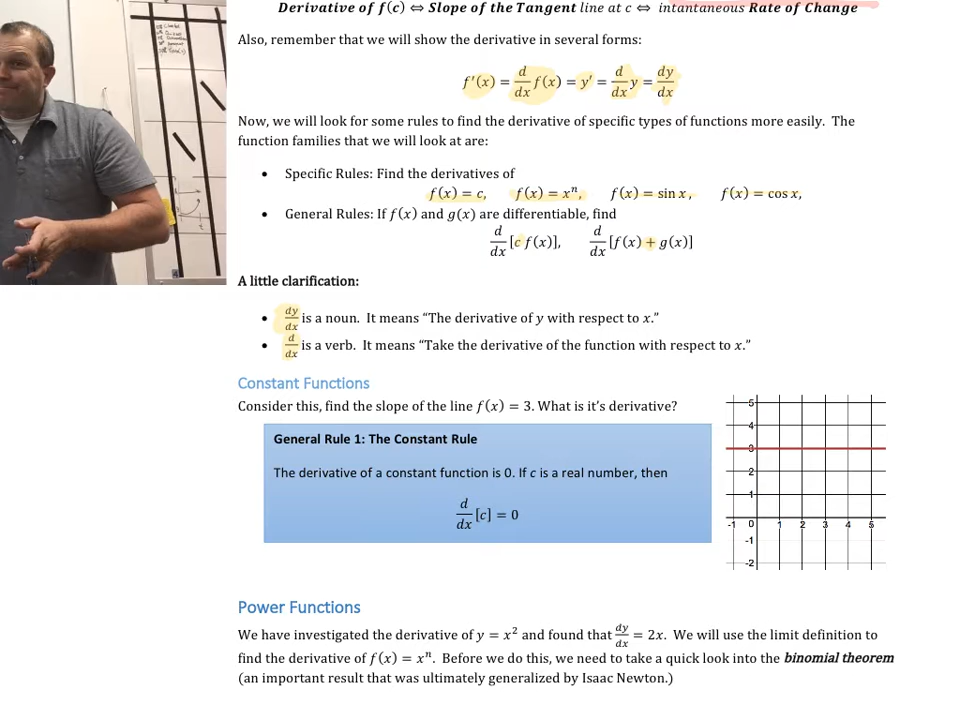 Derivative of f(c) ⇔ Slope of the Tangent line at c ⇔ intantaneous Rate of Change
Also, remember that we will show the derivative in several forms:
f′(x) = d/dx f(x) = y′ = d/dx y = dy/dx
Now, we will look for some rules to find the derivative of specific types of functions more easily. The
function families that we will look at are:
• Specific Rules: Find the derivatives of
f(x) = c, f(x) = xⁿ, f(x) = sin x, f(x) = cos x,
• General Rules: If f(x) and g(x) are differentiable, find
d/dx [c f(x)], d/dx [f(x) + g(x)]
A little clarification:
• dy/dx is a noun. It means “The derivative of y with respect to x.”
• d/dx is a verb. It means “Take the derivative of the function with respect to x.”
Constant Functions
Consider this, find the slope of the line f(x) = 3. What is it’s derivative?
General Rule 1: The Constant Rule
The derivative of a constant function is 0. If c is a real number, then
d/dx [c] = 0
5
4
3
2
1
-1 0 1 2 3 4 5
-1
-2
Power Functions
We have investigated the derivative of y = x² and found that dy/dx = 2x. We will use the limit definition to
find the derivative of f(x) = xⁿ. Before we do this, we need to take a quick look into the binomial theorem
(an important result that was ultimately generalized by Isaac Newton.)